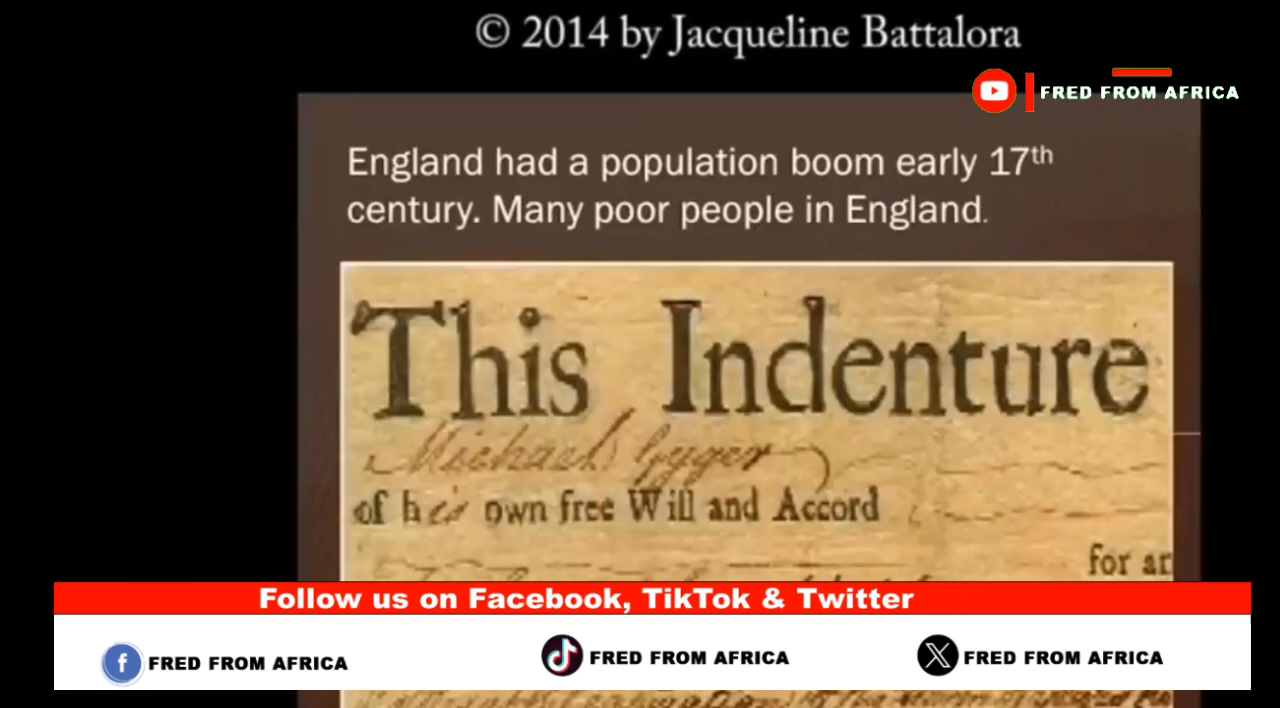 © 2014 by Jacqueline Battalora
FRED FROM AFRICA
England had a population boom early 17th
century. Many poor people in England.
This Indenture
Michael Gyger
of his own free Will and Accord
for
Follow us on Facebook, TikTok & Twitter
FRED FROM AFRICA
FRED FROM AFRICA
FRED FROM AFRICA